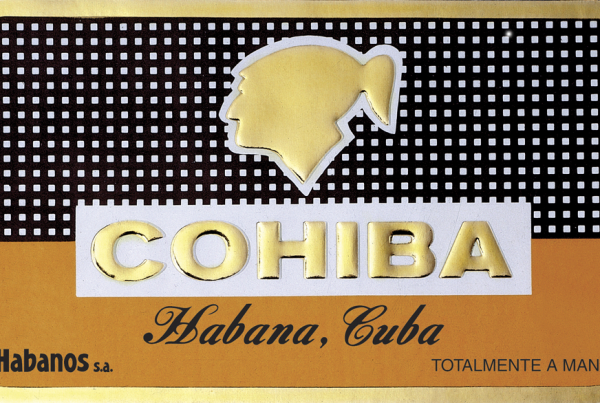 COHIBA
Habana, Cuba
Habanos s.a.
TOTALMENTE A MAN